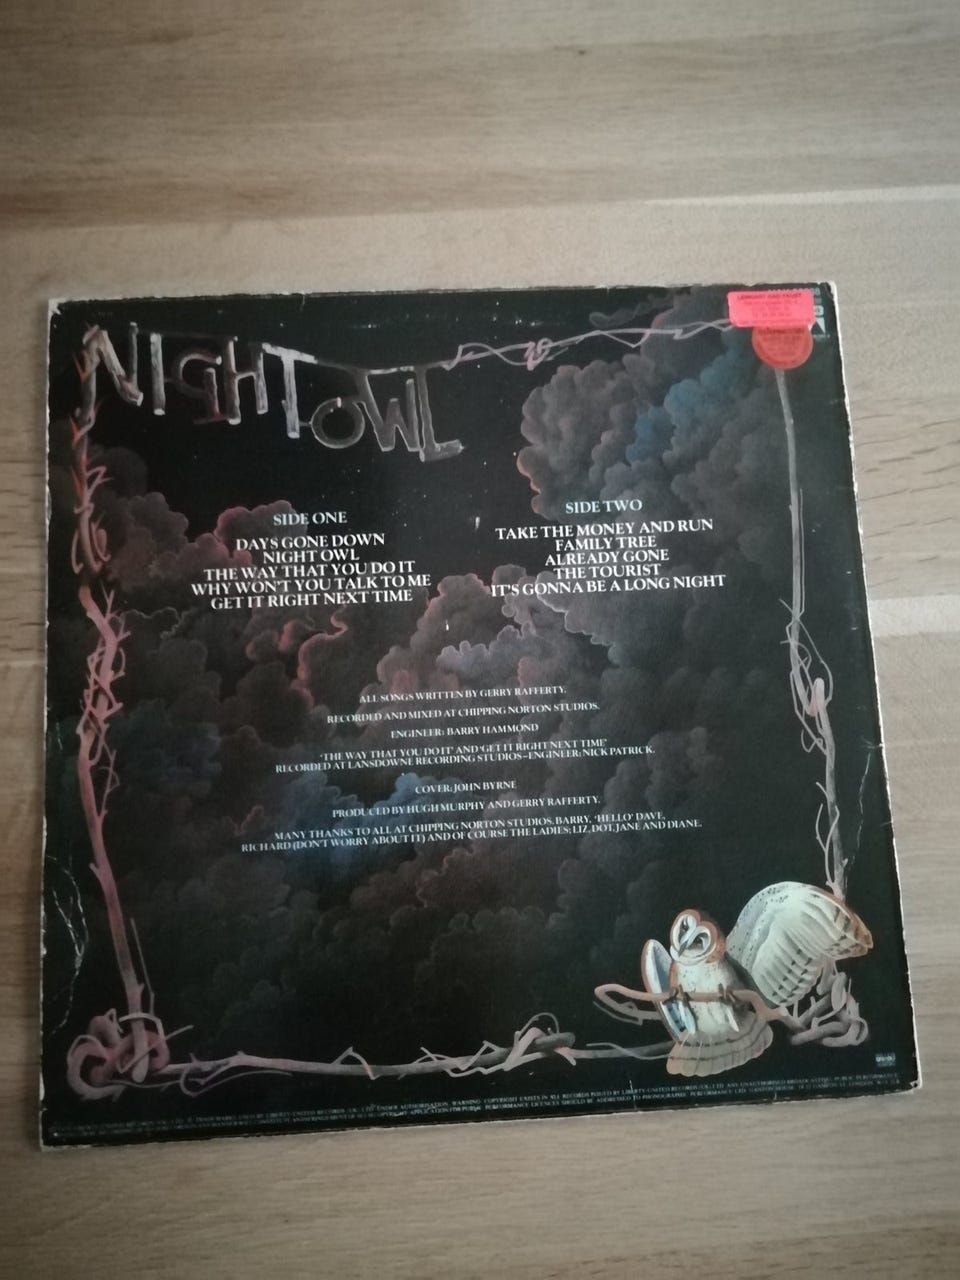 NIGHT OWL
SIDE ONE
DAYS GONE DOWN
NIGHT OWL
THE WAY THAT YOU DO IT
WHY WON'T YOU TALK TO ME
GET IT RIGHT NEXT TIME
SIDE TWO
TAKE THE MONEY AND RUN
FAMILY TREE
ALREADY GONE
THE TOURIST
IT'S GONNA BE A LONG NIGHT
ALL SONGS WRITTEN BY GERRY RAFFERTY.
RECORDED AND MIXED AT CHIPPING NORTON STUDIOS.
ENGINEER: BARRY HAMMOND
'THE WAY THAT YOU DO IT' AND 'GET IT RIGHT NEXT TIME'
RECORDED AT LANSDOWNE RECORDING STUDIOS–ENGINEER: NICK PATRICK.
COVER: JOHN BYRNE
PRODUCED BY HUGH MURPHY AND GERRY RAFFERTY.
MANY THANKS TO ALL AT CHIPPING NORTON STUDIOS, BARRY, 'HELLO' DAVE,
RICHARD (DON'T WORRY ABOUT IT) AND OF COURSE THE LADIES; LIZ, DOT, JANE AND DIANE.